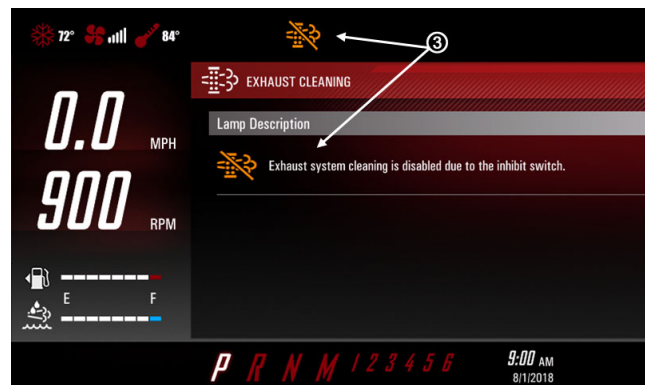 72° 84°
③
EXHAUST CLEANING
Lamp Description
0.0 MPH
Exhaust system cleaning is disabled due to the inhibit switch.
900 RPM
E F
P R N M 1 2 3 4 5 6
9:00 AM
8/1/2018